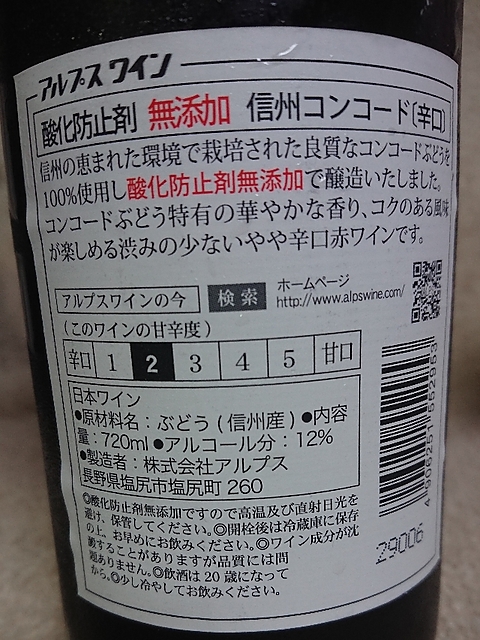 アルプスワイン
酸化防止剤 無添加 信州コンコード〔辛口〕
信州の恵まれた環境で栽培された良質なコンコードぶどうを
100%使用し酸化防止剤無添加で醸造いたしました。
コンコードぶどう特有の華やかな香り、コクのある風味
が楽しめる渋みの少ないやや辛口赤ワインです。
アルプスワインの今 検索 ホームページ
http://www.alpswine.com/
(このワインの甘辛度)
辛口 1 2 3 4 5 甘口
日本ワイン
●原材料名：ぶどう(信州産)●内容
量：720ml●アルコール分：12%
●製造者：株式会社アルプス
長野県塩尻市塩尻町 260
◎酸化防止剤無添加ですので高温及び直射日光を
避け、保管してください。◎開栓後は冷蔵庫に保存
の上、お早めにお飲みください。◎ワイン成分が沈
殿することがありますが品質には問
題ありません。◎飲酒は20歳になって
から。◎少し冷やしてお飲みください。
4 906251 552953
29006